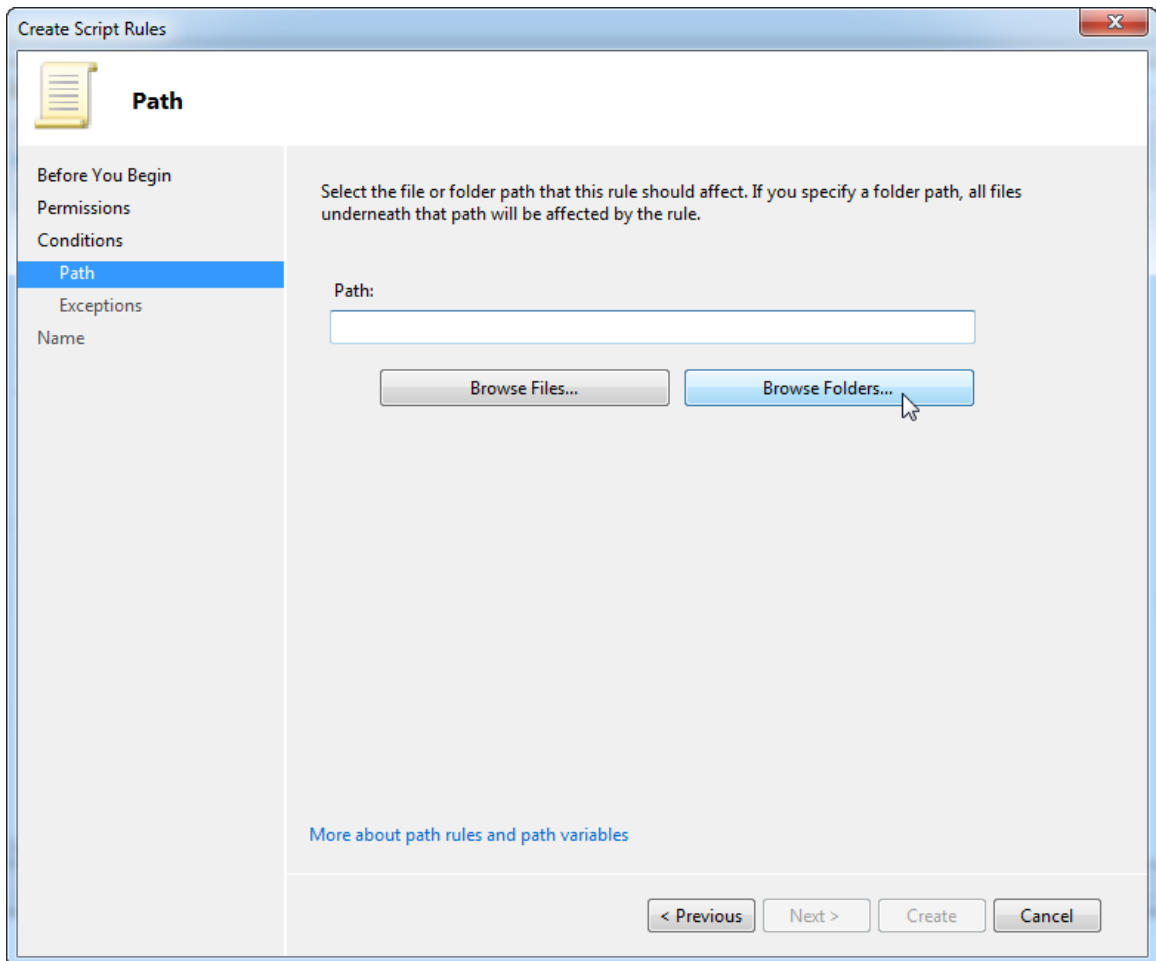 Create Script Rules
Path
Before You Begin
Permissions
Conditions
Path
Exceptions
Name
Select the file or folder path that this rule should affect. If you specify a folder path, all files
underneath that path will be affected by the rule.
Path:
Browse Files...
Browse Folders...
More about path rules and path variables
< Previous
Next >
Create
Cancel